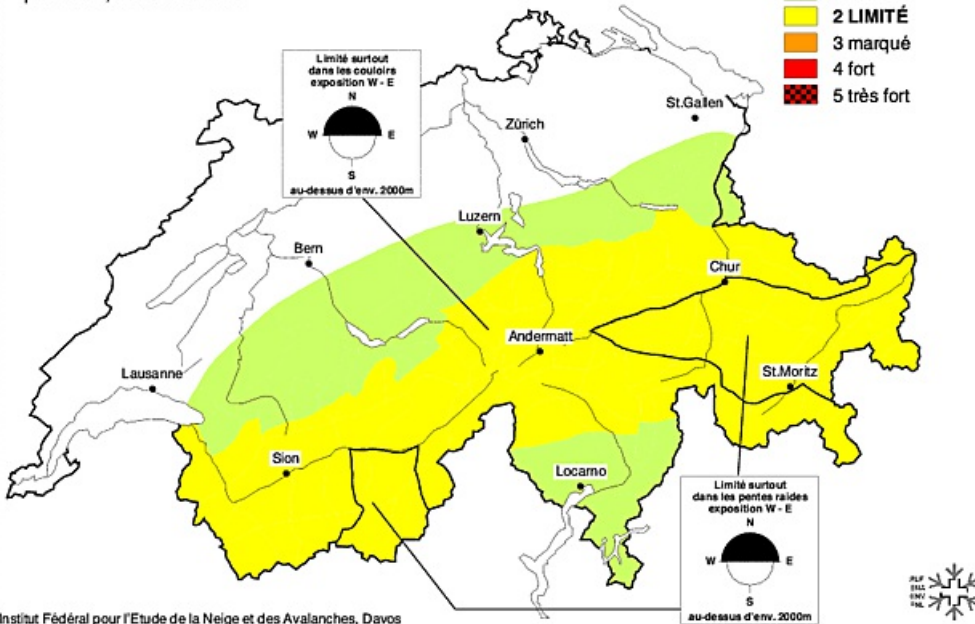 2 LIMITÉ
3 marqué
4 fort
5 très fort
Limité surtout
dans les couloirs
exposition W - E
N
W E
S
au-dessus d'env. 2000m
St.Gallen
Zürich
Luzern
Bern
Chur
Andermatt
Lausanne
St.Moritz
Sion
Locarno
Limité surtout
dans les pentes raides
exposition W - E
N
W E
S
au-dessus d'env. 2000m
Institut Fédéral pour l'Etude de la Neige et des Avalanches, Davos
SLF